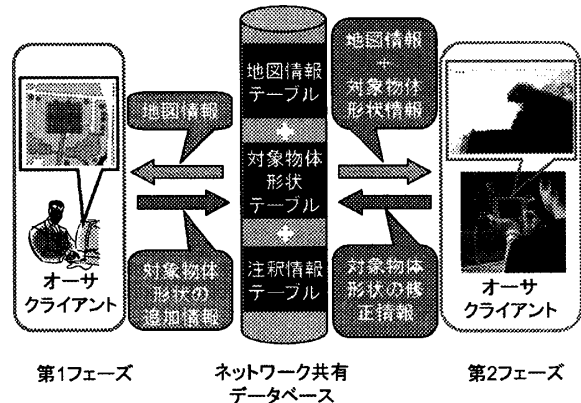 地図情報
テーブル
対象物体
形状
テーブル
注釈情報
テーブル
地図情報
対象物体
形状の
追加情報
地図情報
+
対象物体
形状情報
対象物体
形状の修
正情報
オーサ
クライアント
オーサ
クライアント
第1フェーズ
ネットワーク共有
データベース
第2フェーズ